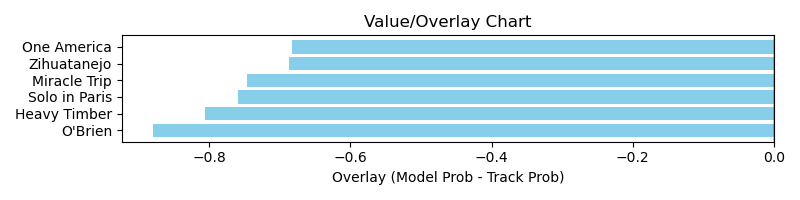 Value/Overlay Chart
One America
Zihuatanejo
Miracle Trip
Solo in Paris
Heavy Timber
O'Brien
−0.8 −0.6 −0.4 −0.2 0.0
Overlay (Model Prob - Track Prob)